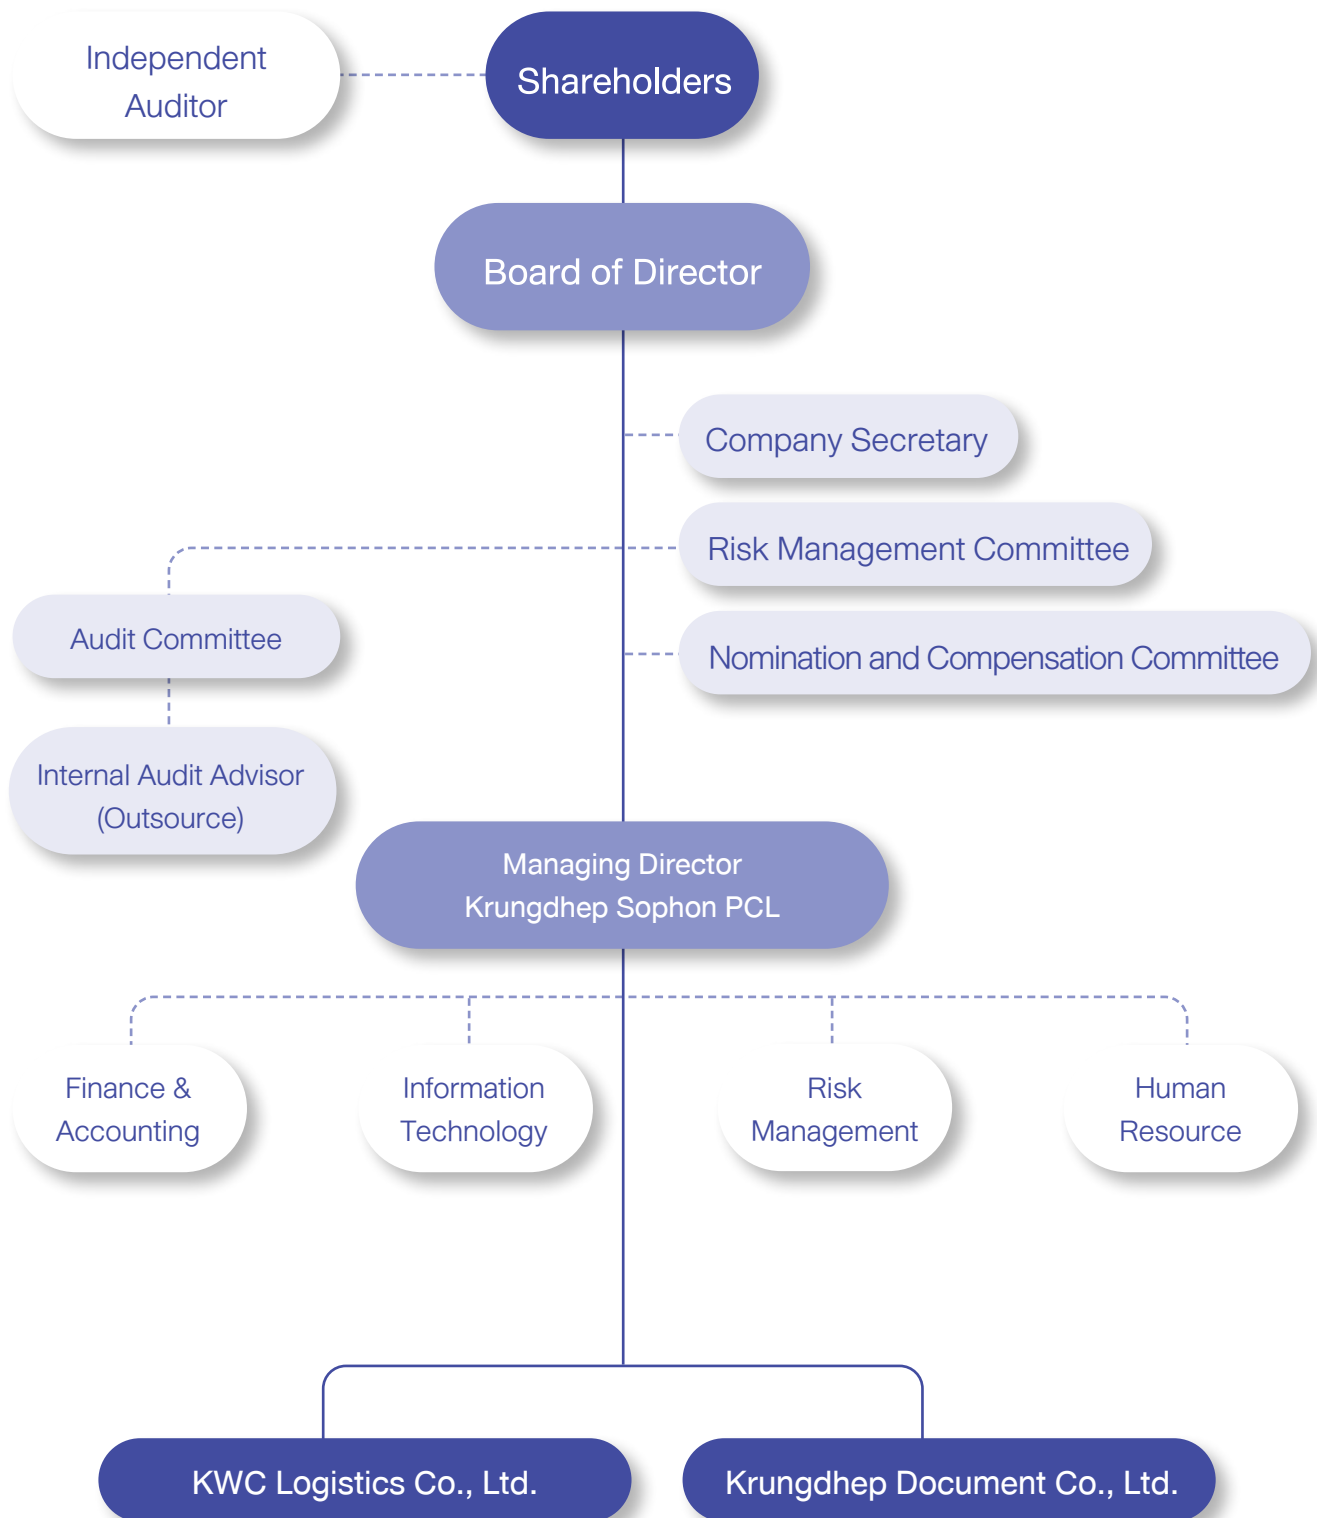 Independent
Auditor
Shareholders
Board of Director
Company Secretary
Risk Management Committee
Audit Committee
Nomination and Compensation Committee
Internal Audit Advisor
(Outsource)
Managing Director
Krungdhep Sophon PCL
Finance &
Accounting
Information
Technology
Risk
Management
Human
Resource
KWC Logistics Co., Ltd.
Krungdhep Document Co., Ltd.